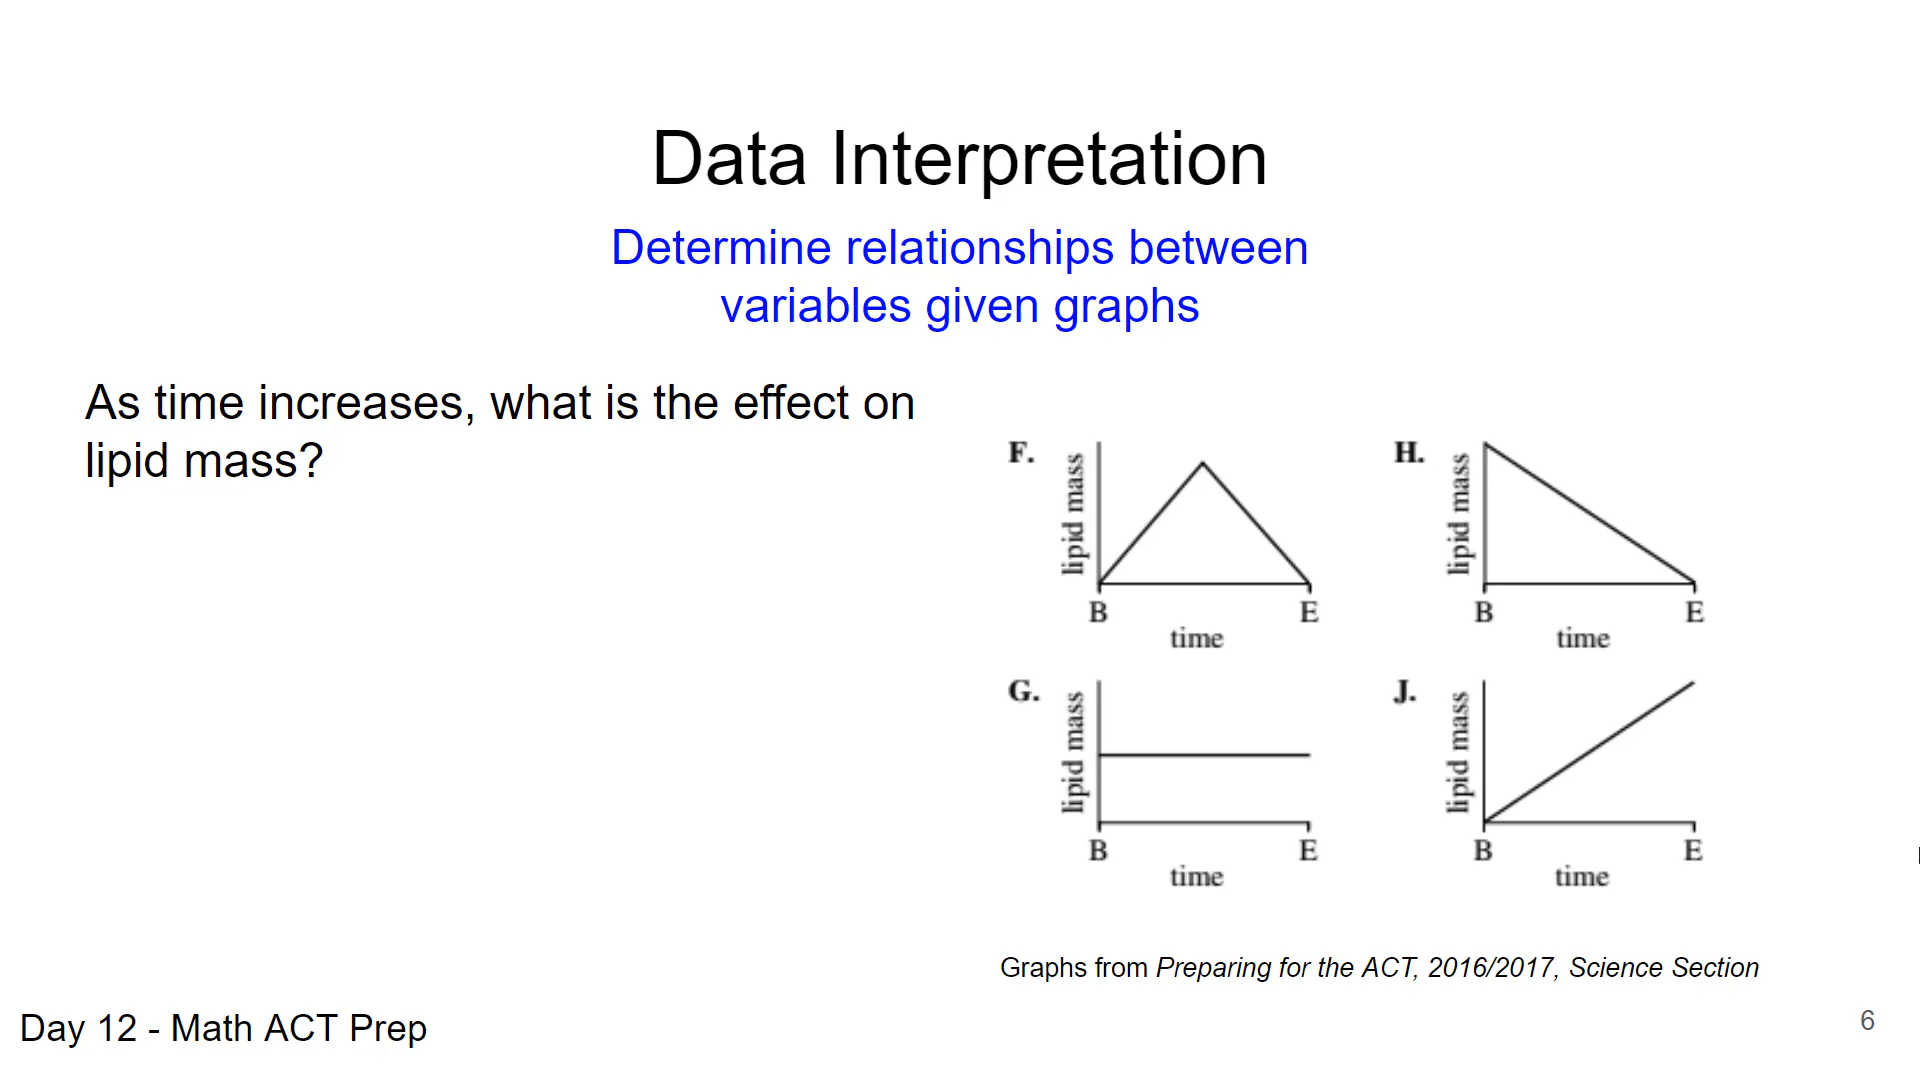 Data Interpretation
Determine relationships between
variables given graphs
As time increases, what is the effect on
lipid mass?
F.
lipid mass
B
E
time
H.
lipid mass
B
E
time
G.
lipid mass
B
E
time
J.
lipid mass
B
E
time
Graphs from Preparing for the ACT, 2016/2017, Science Section
Day 12 - Math ACT Prep
6